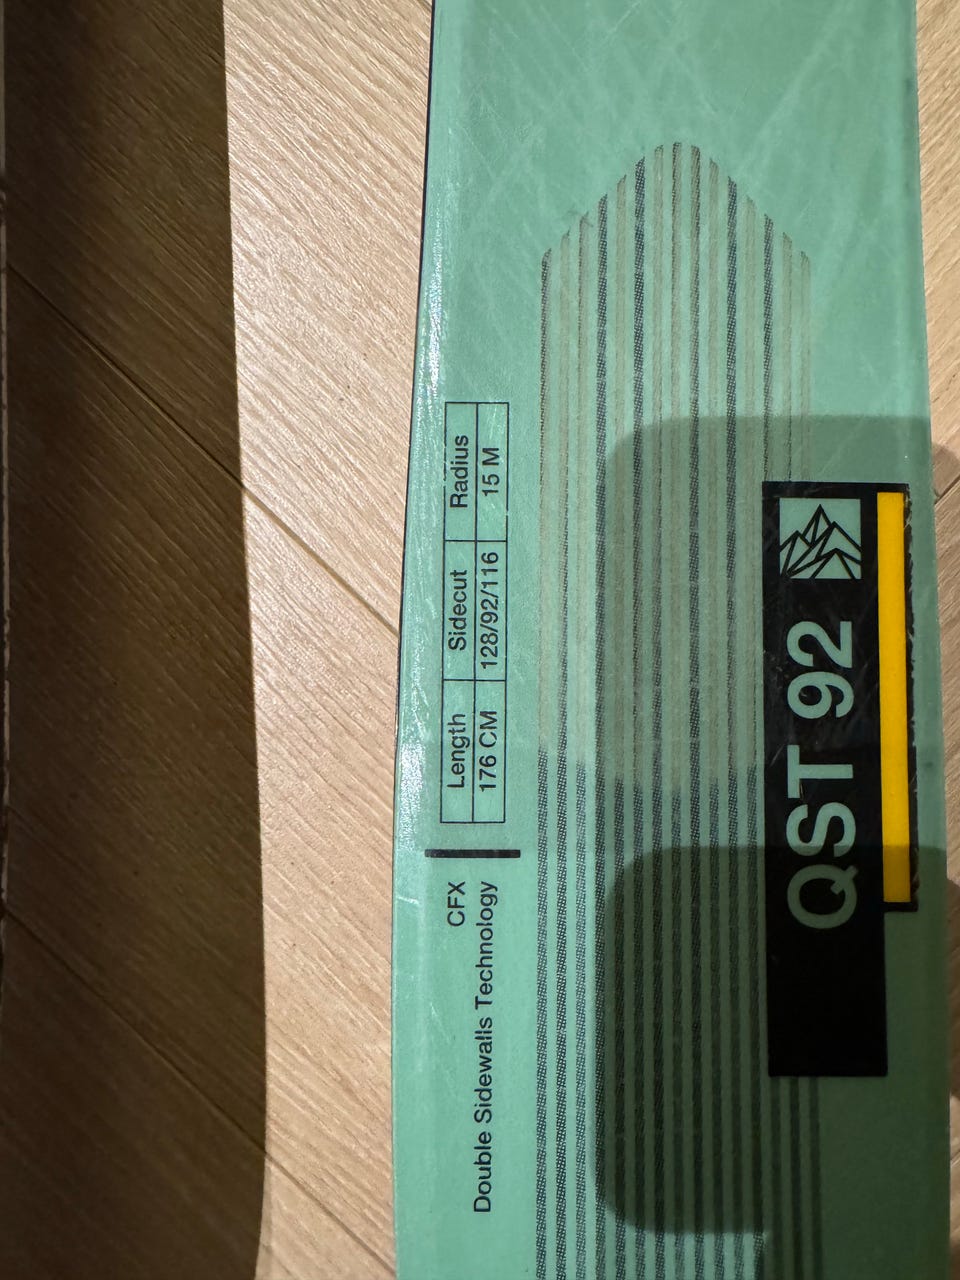 CFX
Double Sidewalls Technology
Length Sidecut Radius
176 CM 128/92/116 15 M
QST 92